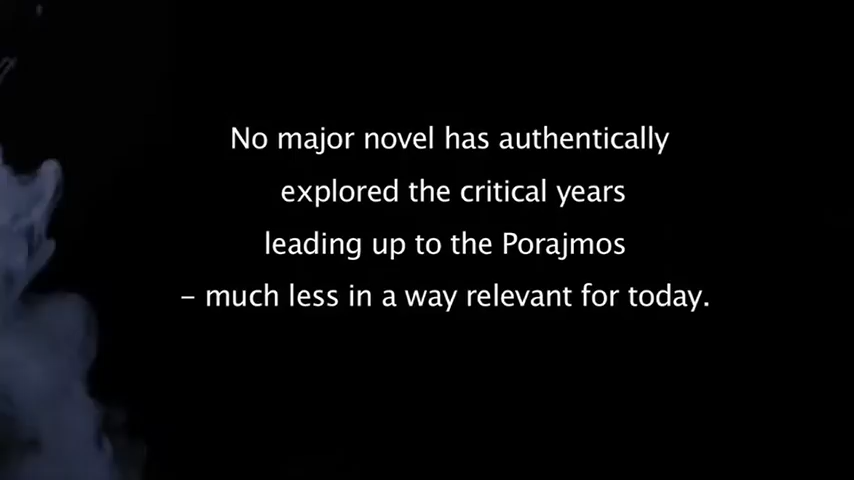 No major novel has authentically
explored the critical years
leading up to the Porajmos
– much less in a way relevant for today.